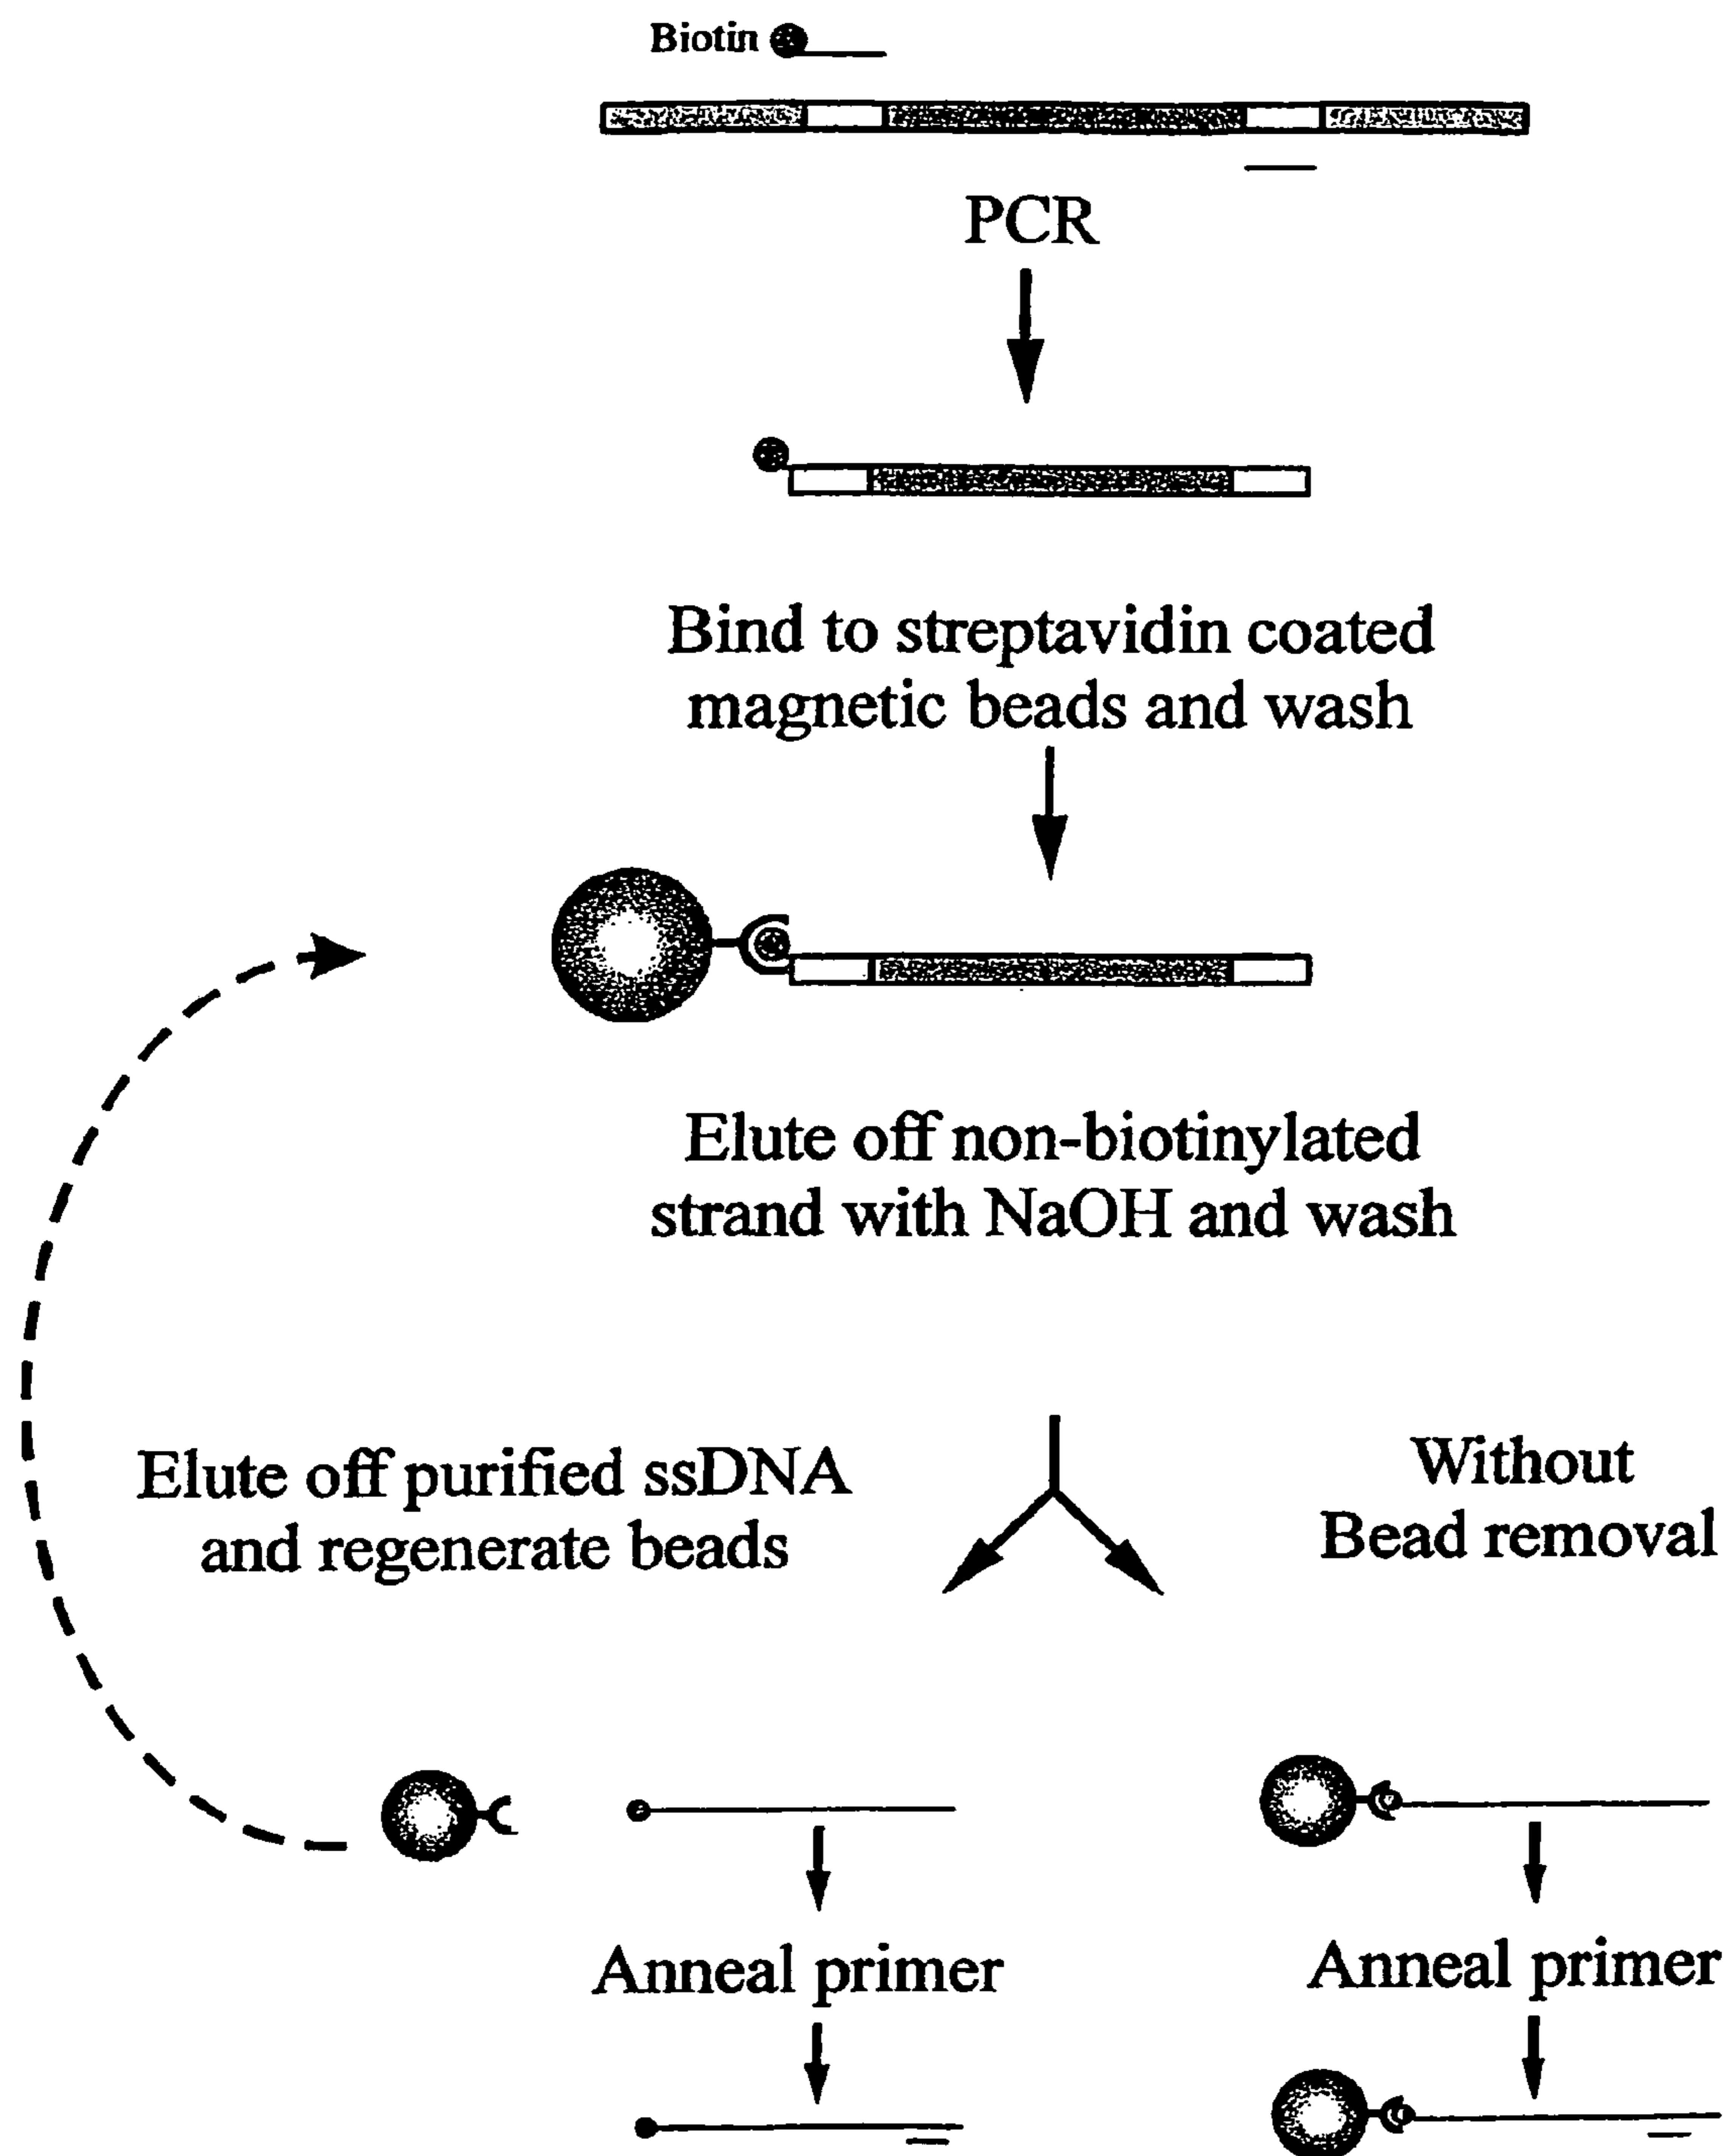 Biotin
PCR
Bind to streptavidin coated
magnetic beads and wash
Elute off non-biotinylated
strand with NaOH and wash
Elute off purified ssDNA
and regenerate beads
Without
Bead removal
Anneal primer
Anneal primer